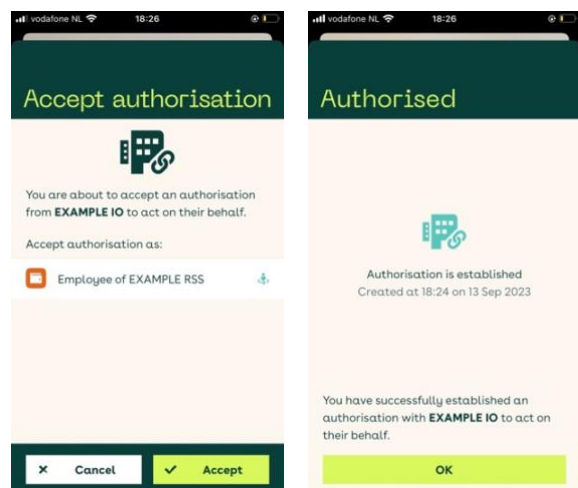 vodafone NL 18:26
Accept authorisation
You are about to accept an authorisation
from EXAMPLE IO to act on their behalf.
Accept authorisation as:
Employee of EXAMPLE RSS
Cancel Accept
vodafone NL 18:26
Authorised
Authorisation is established
Created at 18:24 on 13 Sep 2023
You have successfully established an
authorisation with EXAMPLE IO to act on
their behalf.
OK